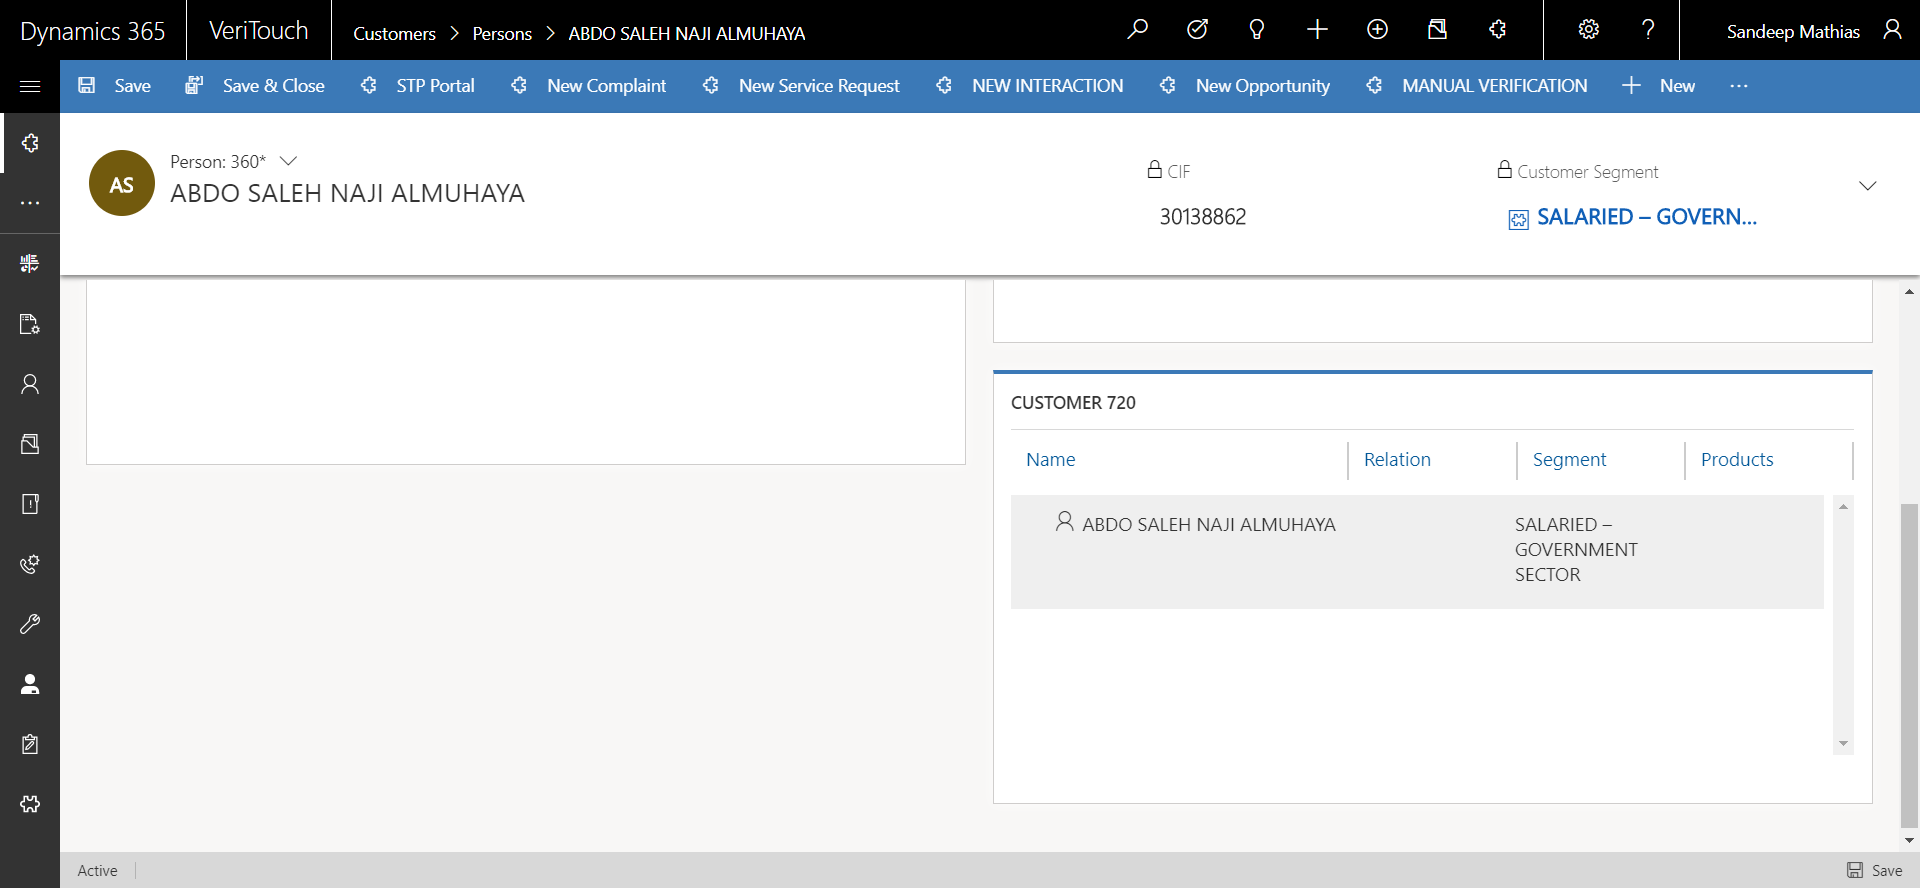 Dynamics 365
VeriTouch
Customers > Persons > ABDO SALEH NAJI ALMUHAYA
?
Sandeep Mathias
Save
Save & Close
STP Portal
New Complaint
New Service Request
NEW INTERACTION
New Opportunity
MANUAL VERIFICATION
New
...
AS
Person: 360*
ABDO SALEH NAJI ALMUHAYA
CIF
30138862
Customer Segment
SALARIED – GOVERN...
CUSTOMER 720
Name
Relation
Segment
Products
ABDO SALEH NAJI ALMUHAYA
SALARIED –
GOVERNMENT
SECTOR
Active
Save